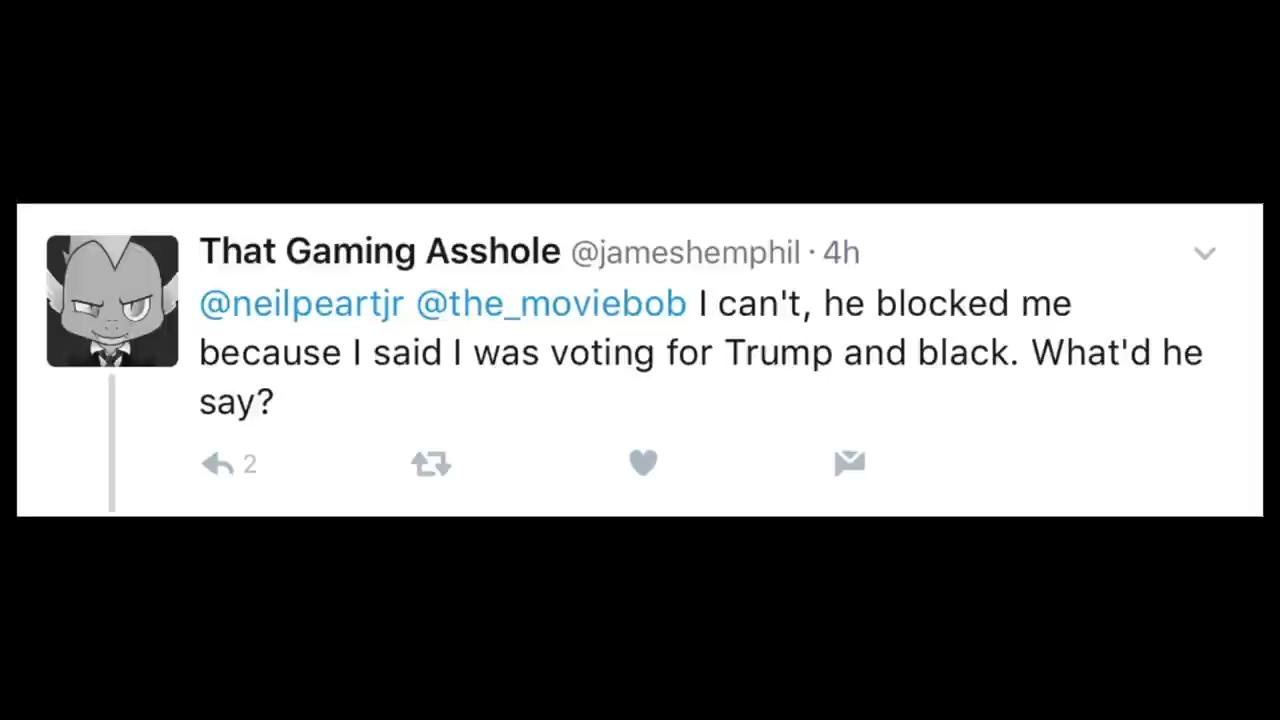 That Gaming Asshole @jameshemphil · 4h
@neilpeartjr @the_moviebob I can't, he blocked me
because I said I was voting for Trump and black. What'd he
say?
2